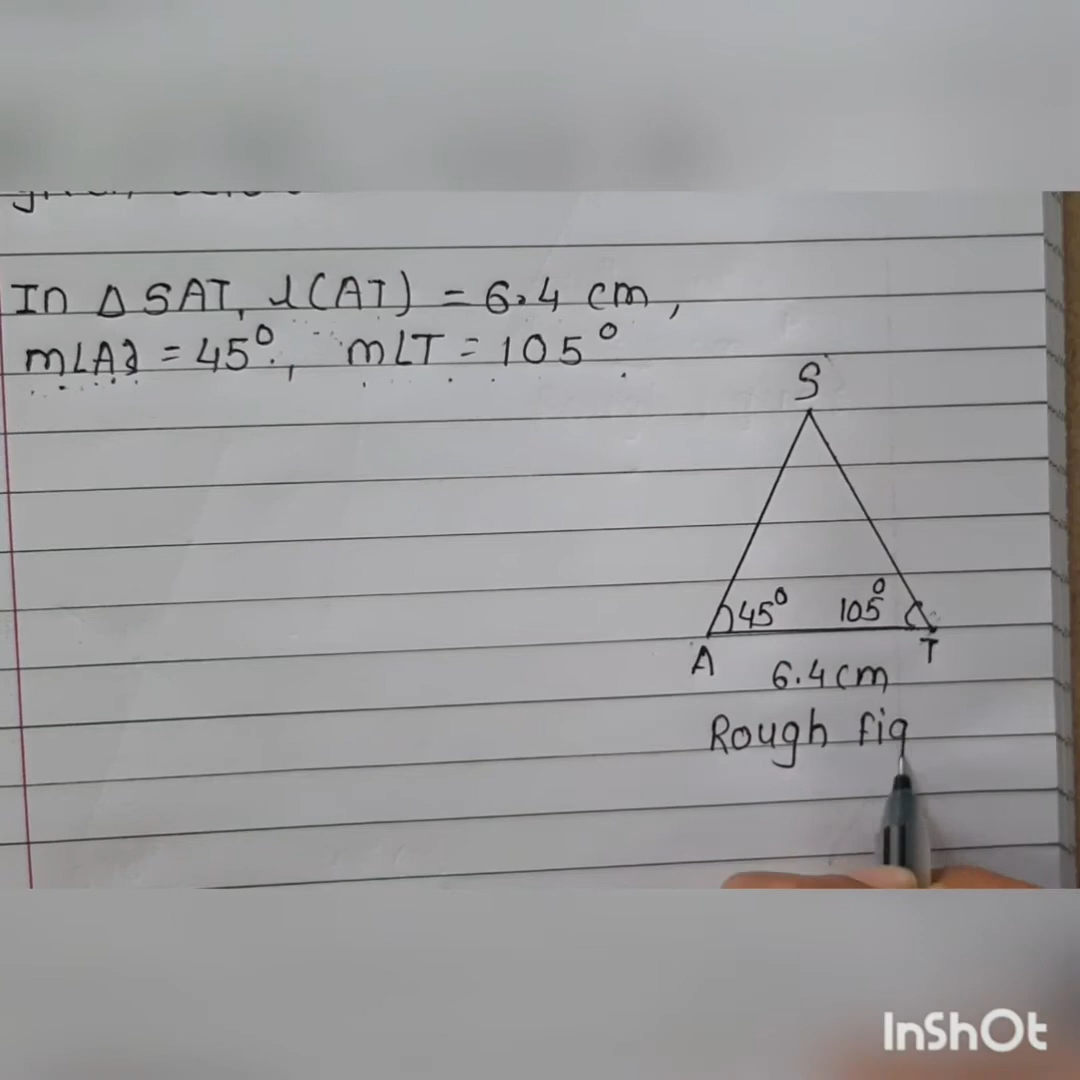 In △ SAT, l(AT) = 6.4 cm,
m∠A = 45°, m∠T = 105°
S
45° 105°
A T
6.4 cm
Rough fig
InShOt